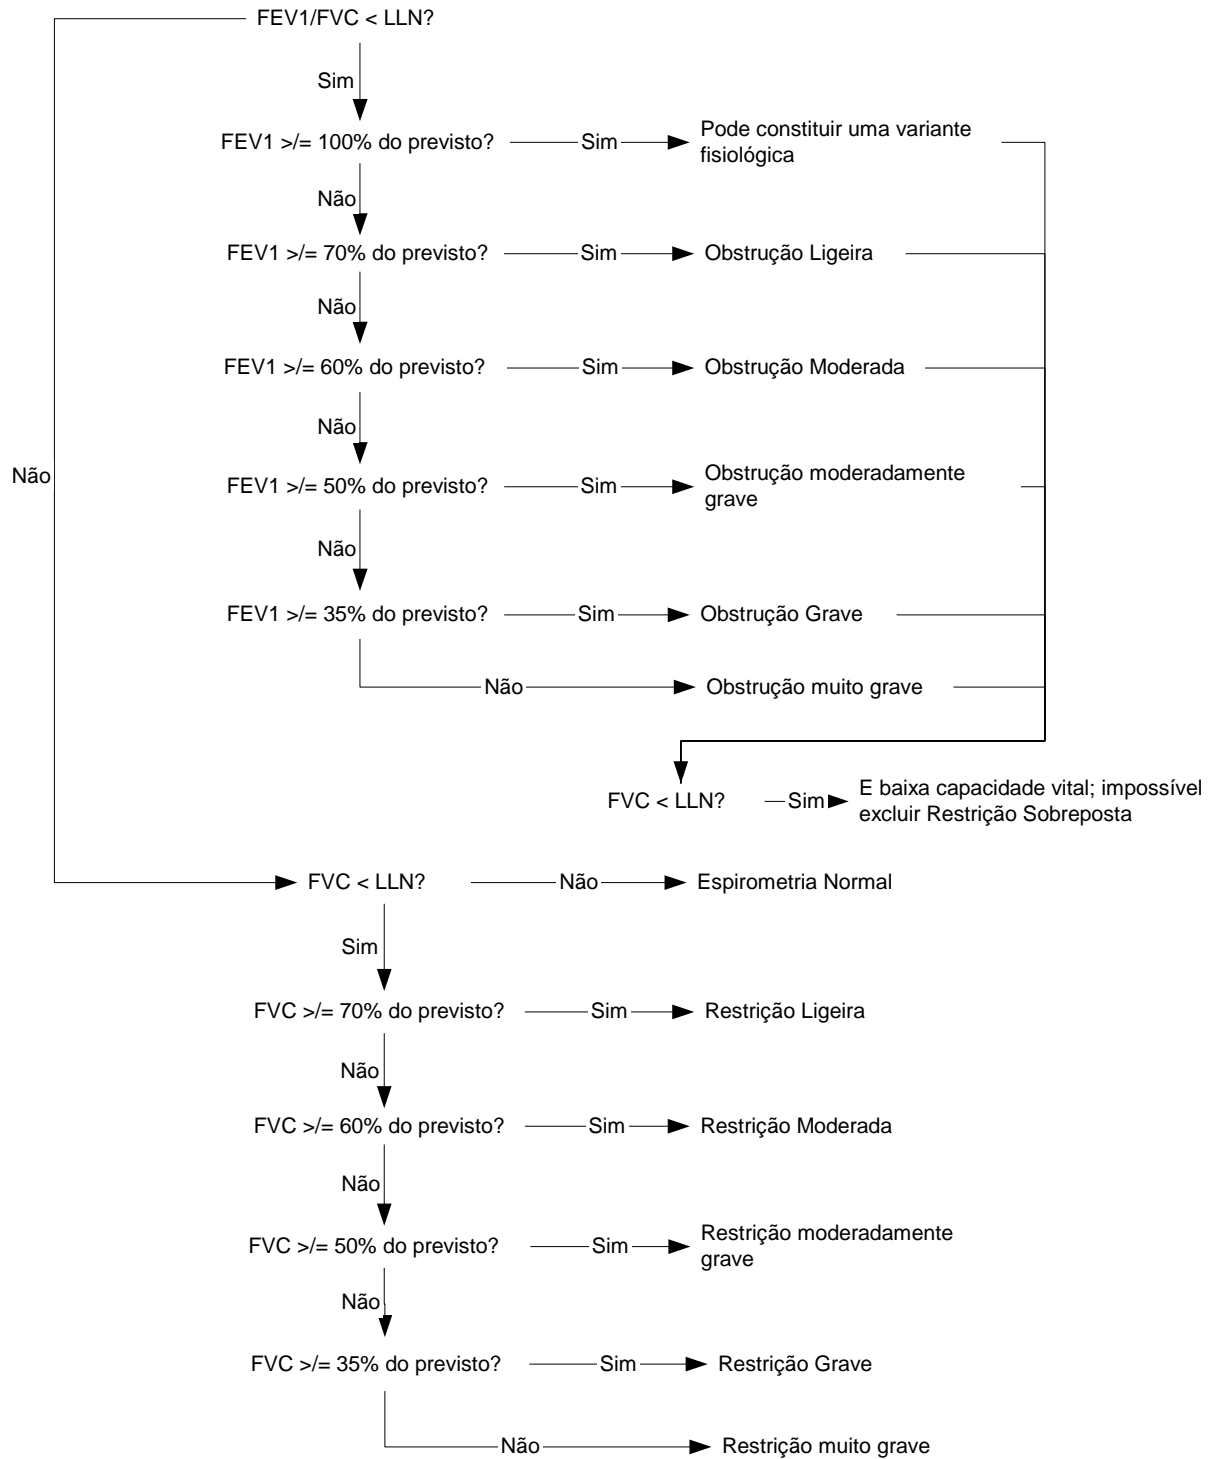 FEV1/FVC < LLN?
Sim
FEV1 >/= 100% do previsto?
Sim
Pode constituir uma variante
fisiológica
Não
FEV1 >/= 70% do previsto?
Sim
Obstrução Ligeira
Não
FEV1 >/= 60% do previsto?
Sim
Obstrução Moderada
Não
Não
FEV1 >/= 50% do previsto?
Sim
Obstrução moderadamente
grave
Não
FEV1 >/= 35% do previsto?
Sim
Obstrução Grave
Não
Obstrução muito grave
FVC < LLN?
Sim
E baixa capacidade vital; impossível
excluir Restrição Sobreposta
FVC < LLN?
Não
Espirometria Normal
Sim
FVC >/= 70% do previsto?
Sim
Restrição Ligeira
Não
FVC >/= 60% do previsto?
Sim
Restrição Moderada
Não
FVC >/= 50% do previsto?
Sim
Restrição moderadamente
grave
Não
FVC >/= 35% do previsto?
Sim
Restrição Grave
Não
Restrição muito grave